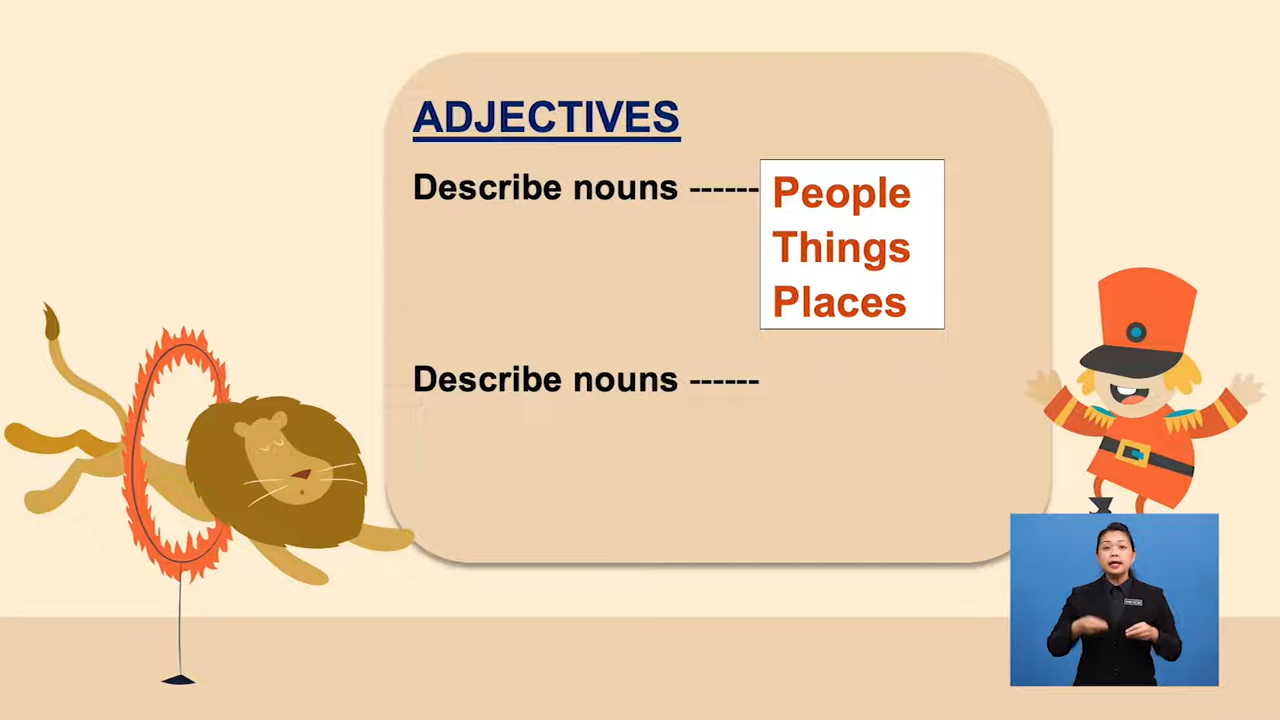 ADJECTIVES
Describe nouns ------
People
Things
Places
Describe nouns ------